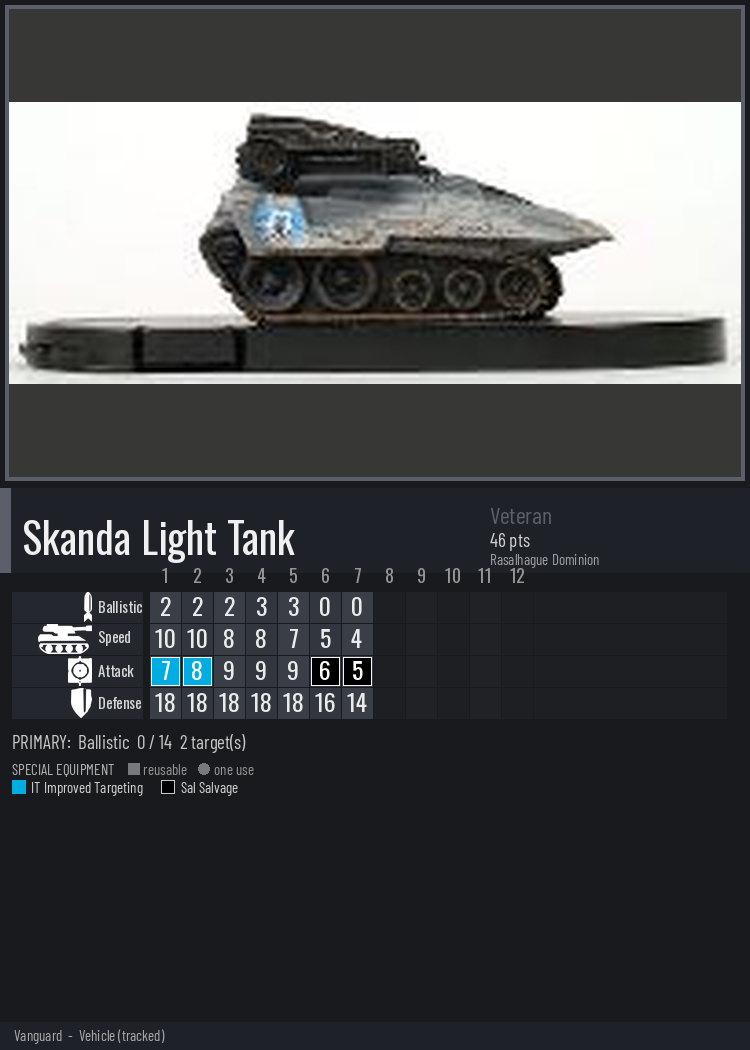 Skanda Light Tank
Veteran
46 pts
Rasalhague Dominion
1 2 3 4 5 6 7 8 9 10 11 12
Ballistic 2 2 2 3 3 0 0
Speed 10 10 8 8 7 5 4
Attack 7 8 9 9 9 6 5
Defense 18 18 18 18 18 16 14
PRIMARY: Ballistic 0 / 14 2 target(s)
SPECIAL EQUIPMENT reusable one use
IT Improved Targeting Sal Salvage
Vanguard - Vehicle (tracked)